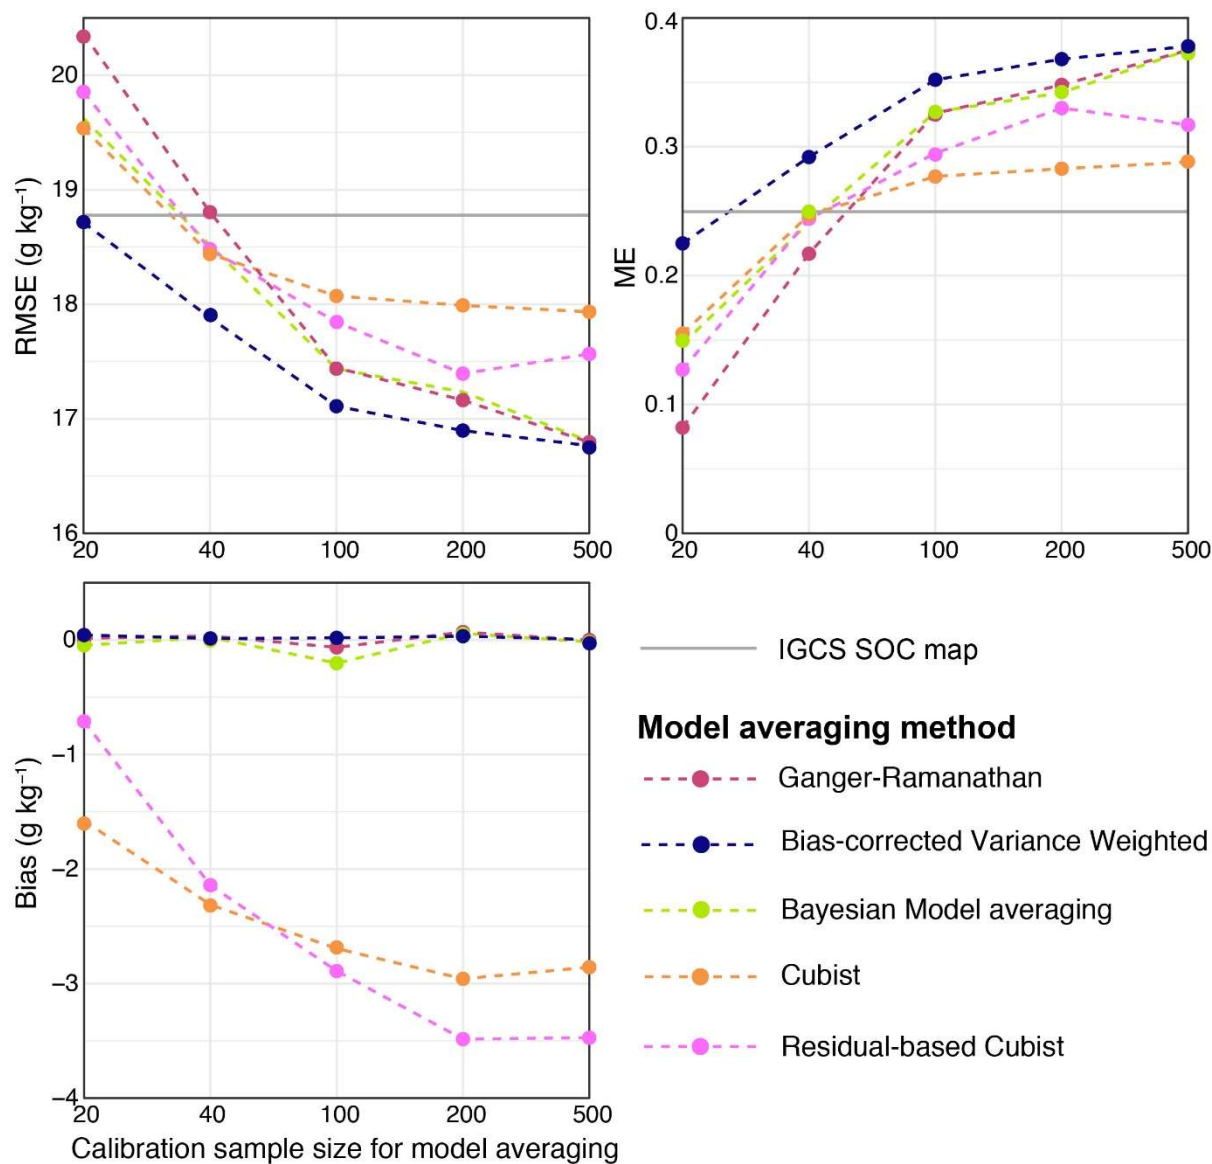 RMSE (g kg⁻¹)
20
19
18
17
16
20 40 100 200 500
ME
0.4
0.3
0.2
0.1
0
20 40 100 200 500
Bias (g kg⁻¹)
0
−1
−2
−3
−4
20 40 100 200 500
Calibration sample size for model averaging
IGCS SOC map
Model averaging method
Ganger-Ramanathan
Bias-corrected Variance Weighted
Bayesian Model averaging
Cubist
Residual-based Cubist